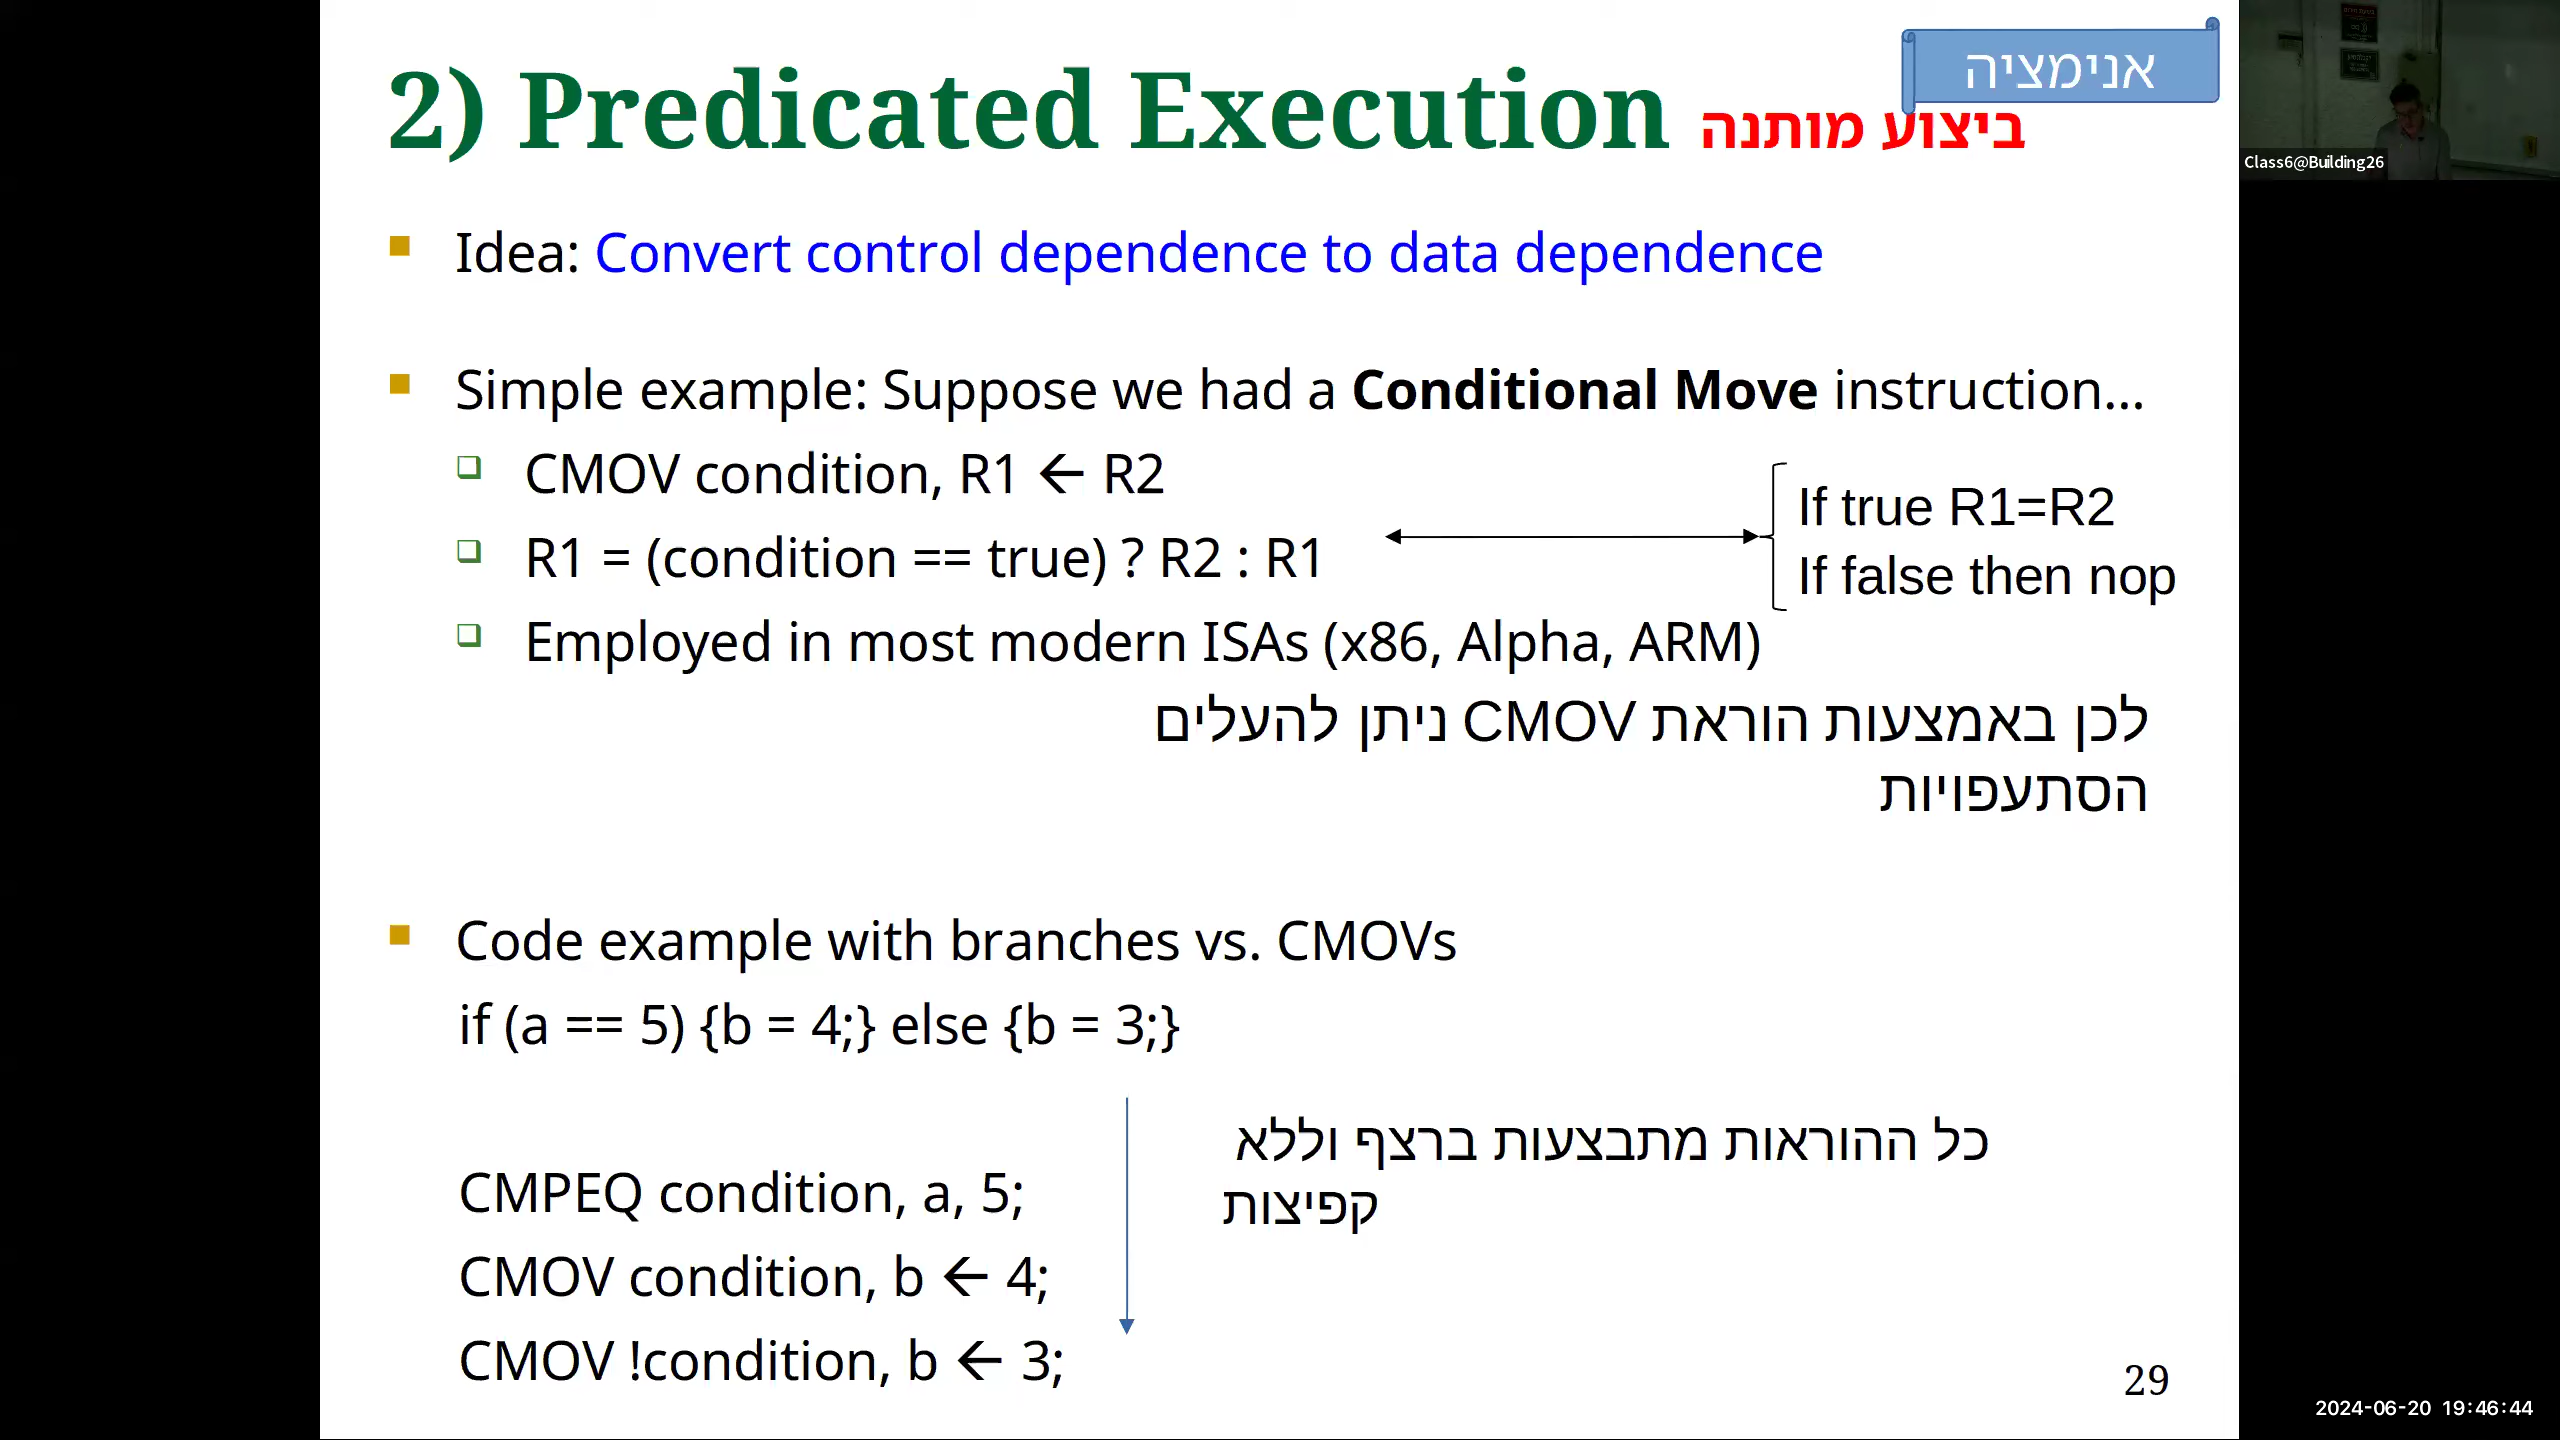 אנימציה
2) Predicated Execution ביצוע מותנה
Class6@Building26
Idea: Convert control dependence to data dependence
Simple example: Suppose we had a Conditional Move instruction...
CMOV condition, R1 ← R2
R1 = (condition == true) ? R2 : R1
If true R1=R2
If false then nop
Employed in most modern ISAs (x86, Alpha, ARM)
לכן באמצעות הוראת CMOV ניתן להעלים
הסתעפויות
Code example with branches vs. CMOVs
if (a == 5) {b = 4;} else {b = 3;}
כל ההוראות מתבצעות ברצף וללא
קפיצות
CMPEQ condition, a, 5;
CMOV condition, b ← 4;
CMOV !condition, b ← 3;
29
2024-06-20 19:46:44